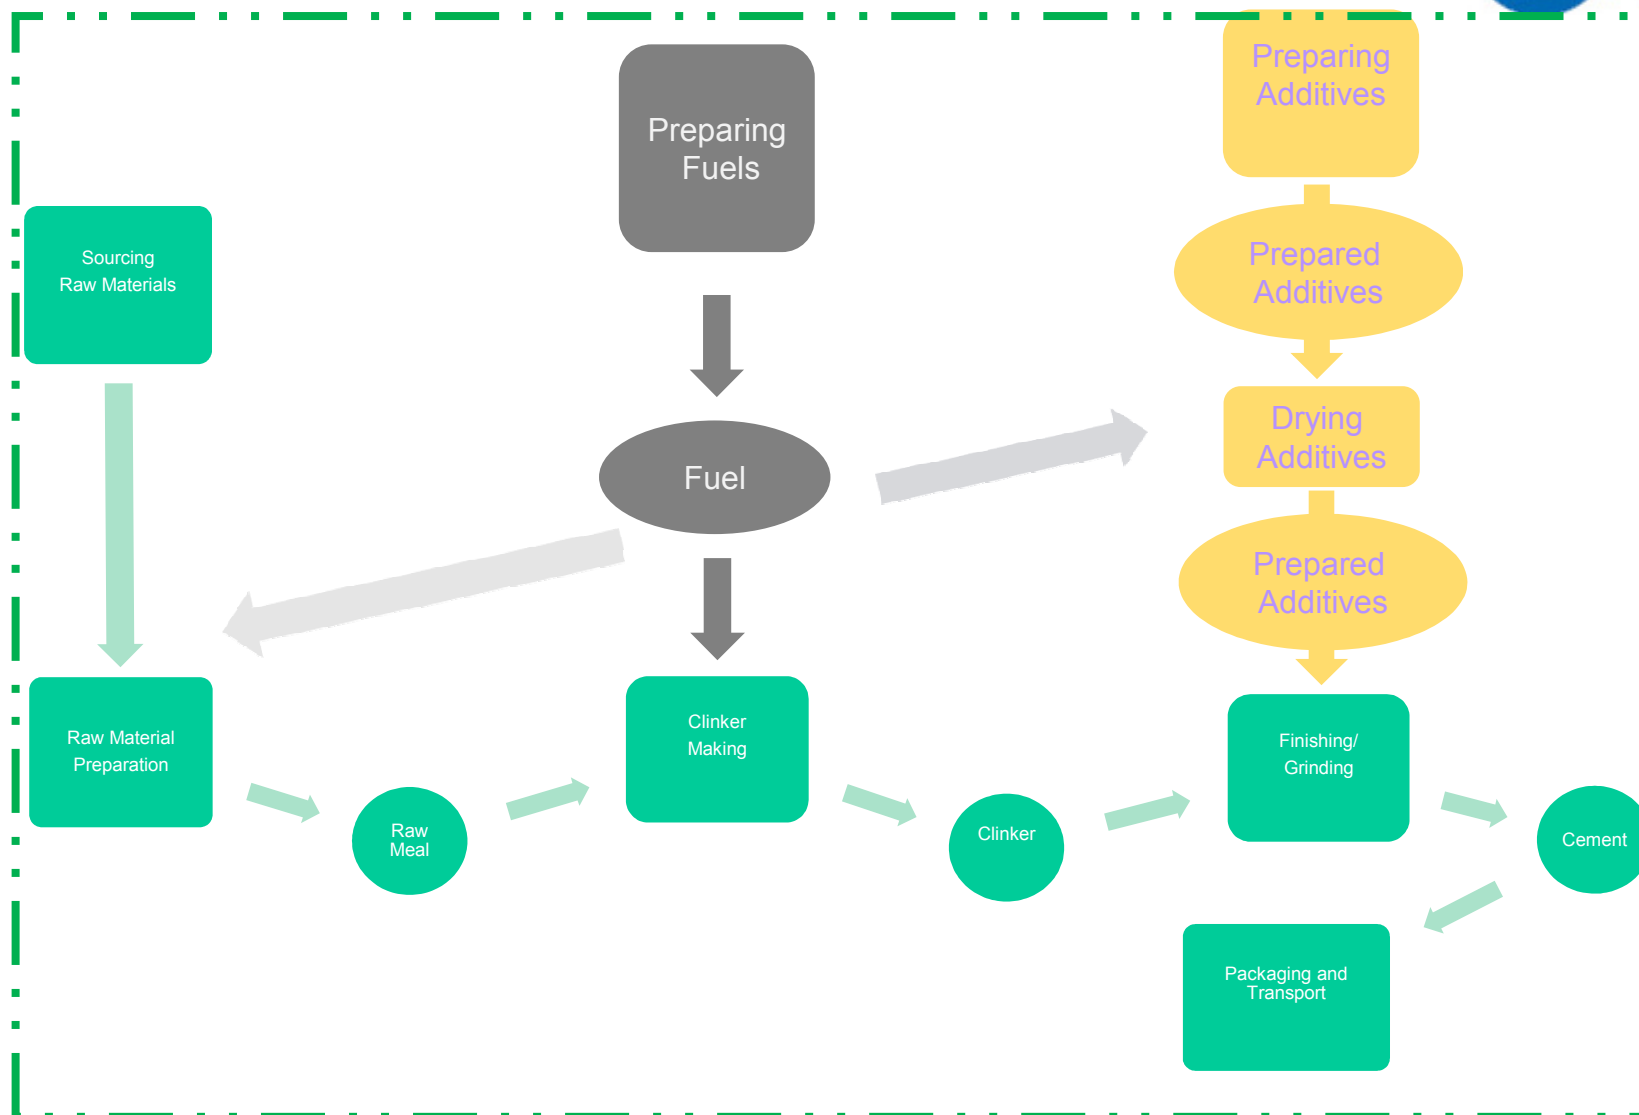 Preparing
Additives
Preparing
Fuels
Sourcing
Raw Materials
Prepared
Additives
Drying
Additives
Fuel
Prepared
Additives
Raw Material
Preparation
Clinker
Making
Finishing/
Grinding
Raw
Meal
Clinker
Cement
Packaging and
Transport